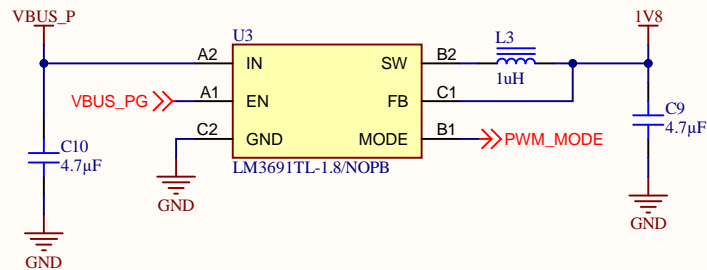 VBUS_P
1V8
U3
L3
A2 IN SW B2
1uH
VBUS_PG A1 EN FB C1
C9
4.7µF
C2 GND MODE B1 PWM_MODE
C10
4.7µF
LM3691TL-1.8/NOPB
GND
GND
GND